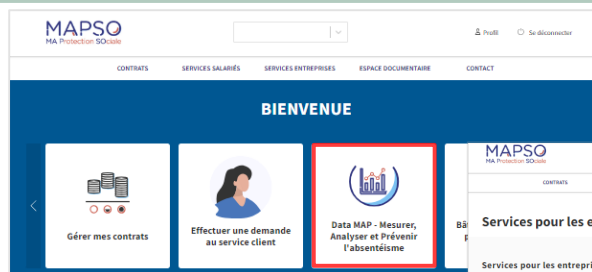 MAPSO
MA Protection SOciale
Profil
Se déconnecter
CONTRATS
SERVICES SALARIÉS
SERVICES ENTREPRISES
ESPACE DOCUMENTAIRE
CONTACT
BIENVENUE
Gérer mes contrats
Effectuer une demande
au service client
Data MAP - Mesurer,
Analyser et Prévenir
l'absentéisme
MAPSO
MA Protection SOciale
CONTRATS
Services pour les
Services pour les